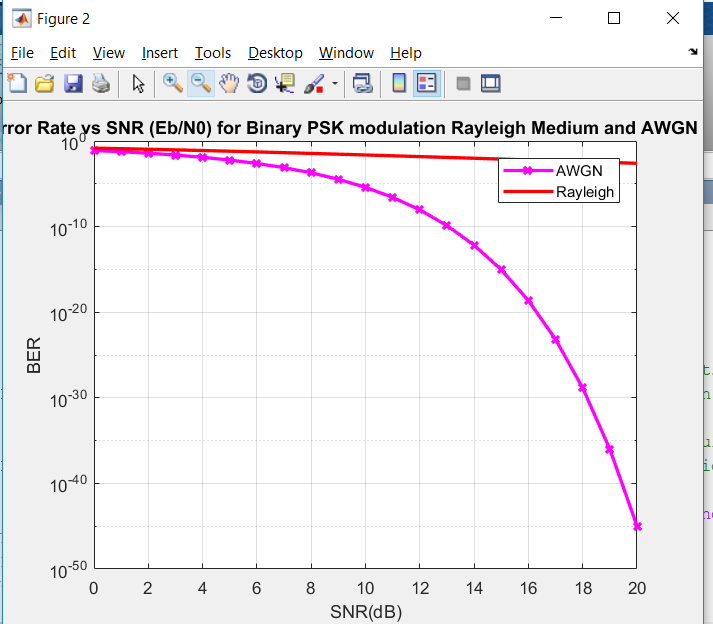 Figure 2
File Edit View Insert Tools Desktop Window Help
rror Rate vs SNR (Eb/N0) for Binary PSK modulation Rayleigh Medium and AWGN
10^0
AWGN
Rayleigh
10^-10
10^-20
BER
10^-30
10^-40
10^-50
0 2 4 6 8 10 12 14 16 18 20
SNR(dB)